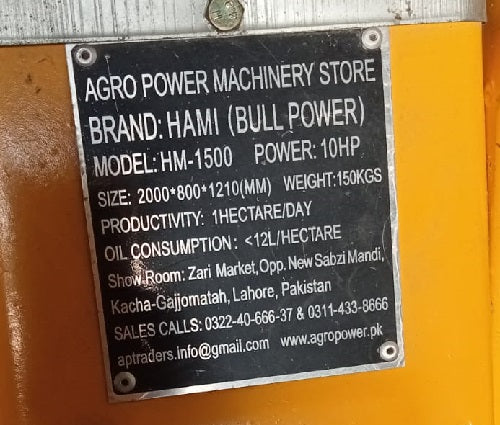 AGRO POWER MACHINERY STORE
BRAND: HAMI (BULL POWER)
MODEL: HM-1500 POWER: 10HP
SIZE: 2000*800*1210(MM) WEIGHT:150KGS
PRODUCTIVITY: 1HECTARE/DAY
OIL CONSUMPTION: <12L/HECTARE
Show Room: Zari Market, Opp. New Sabzi Mandi,
Kacha-Gajjomatah, Lahore, Pakistan
SALES CALLS: 0322-40-666-37 & 0311-433-8666
aptraders.info@gmail.com www.agropower.pk